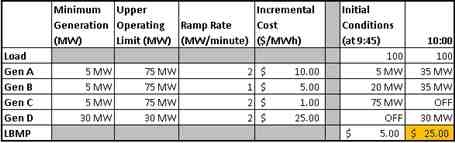 Minimum Generation (MW) Upper Operating Limit (MW) Ramp Rate (MW/minute) Incremental Cost ($/MWh) Initial Conditions (at 9:45) 10:00
Load 100 100
Gen A 5 MW 75 MW 2 $ 10.00 5 MW 35 MW
Gen B 5 MW 75 MW 1 $ 5.00 20 MW 35 MW
Gen C 5 MW 75 MW 2 $ 1.00 75 MW OFF
Gen D 30 MW 30 MW 2 $ 25.00 OFF 30 MW
LBMP $ 5.00 $ 25.00